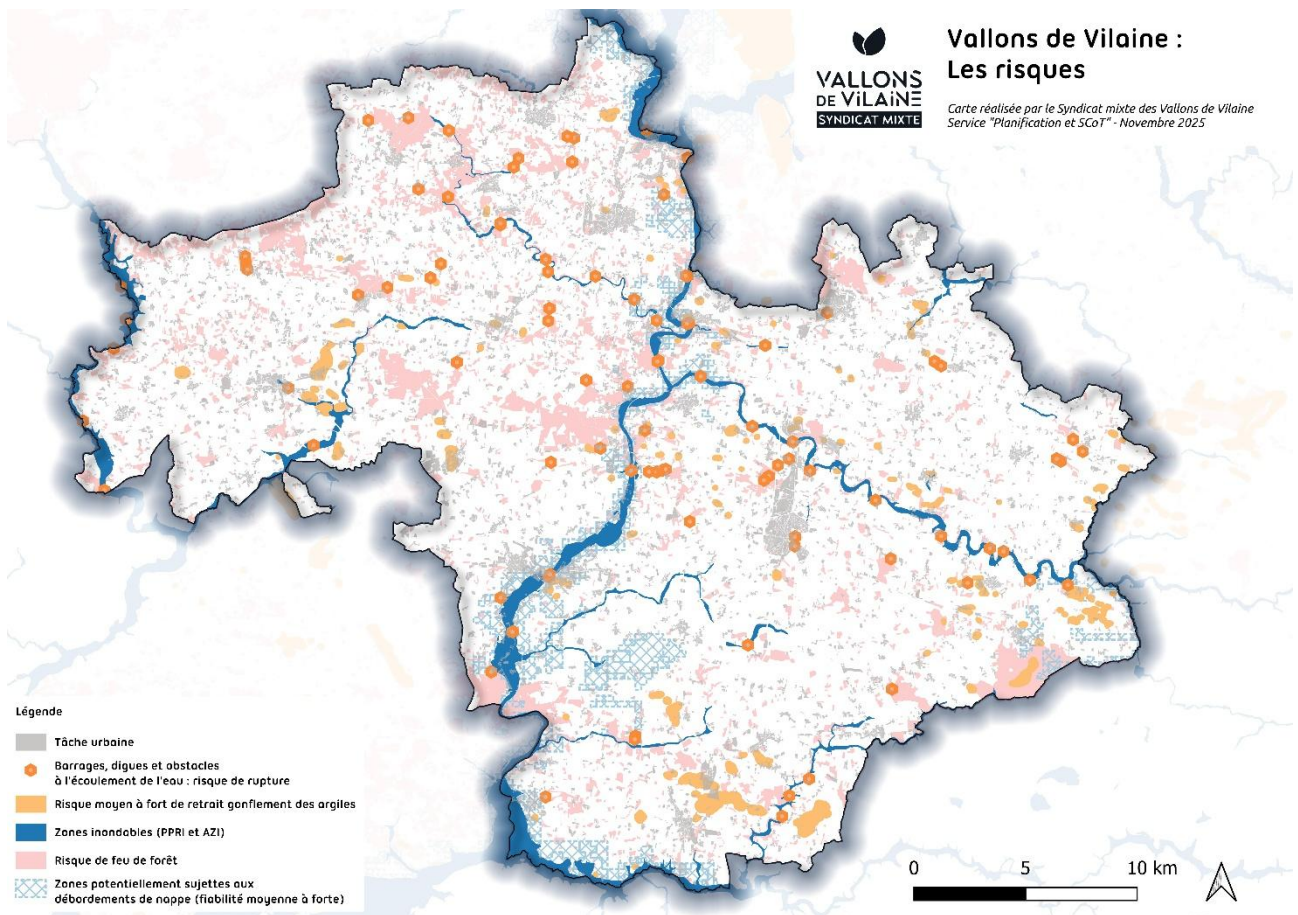 VALLONS
DE VILAINE
SYNDICAT MIXTE
Vallons de Vilaine :
Les risques
Carte réalisée par le Syndicat mixte des Vallons de Vilaine
Service "Planification et SCoT" - Novembre 2025
Légende
Tâche urbaine
Barrages, digues et obstacles
à l'écoulement de l'eau : risque de rupture
Risque moyen à fort de retrait gonflement des argiles
Zones inondables (PPRI et AZI)
Risque de feu de forêt
Zones potentiellement sujettes aux
débordements de nappe (fiabilité moyenne à forte)
0 5 10 km